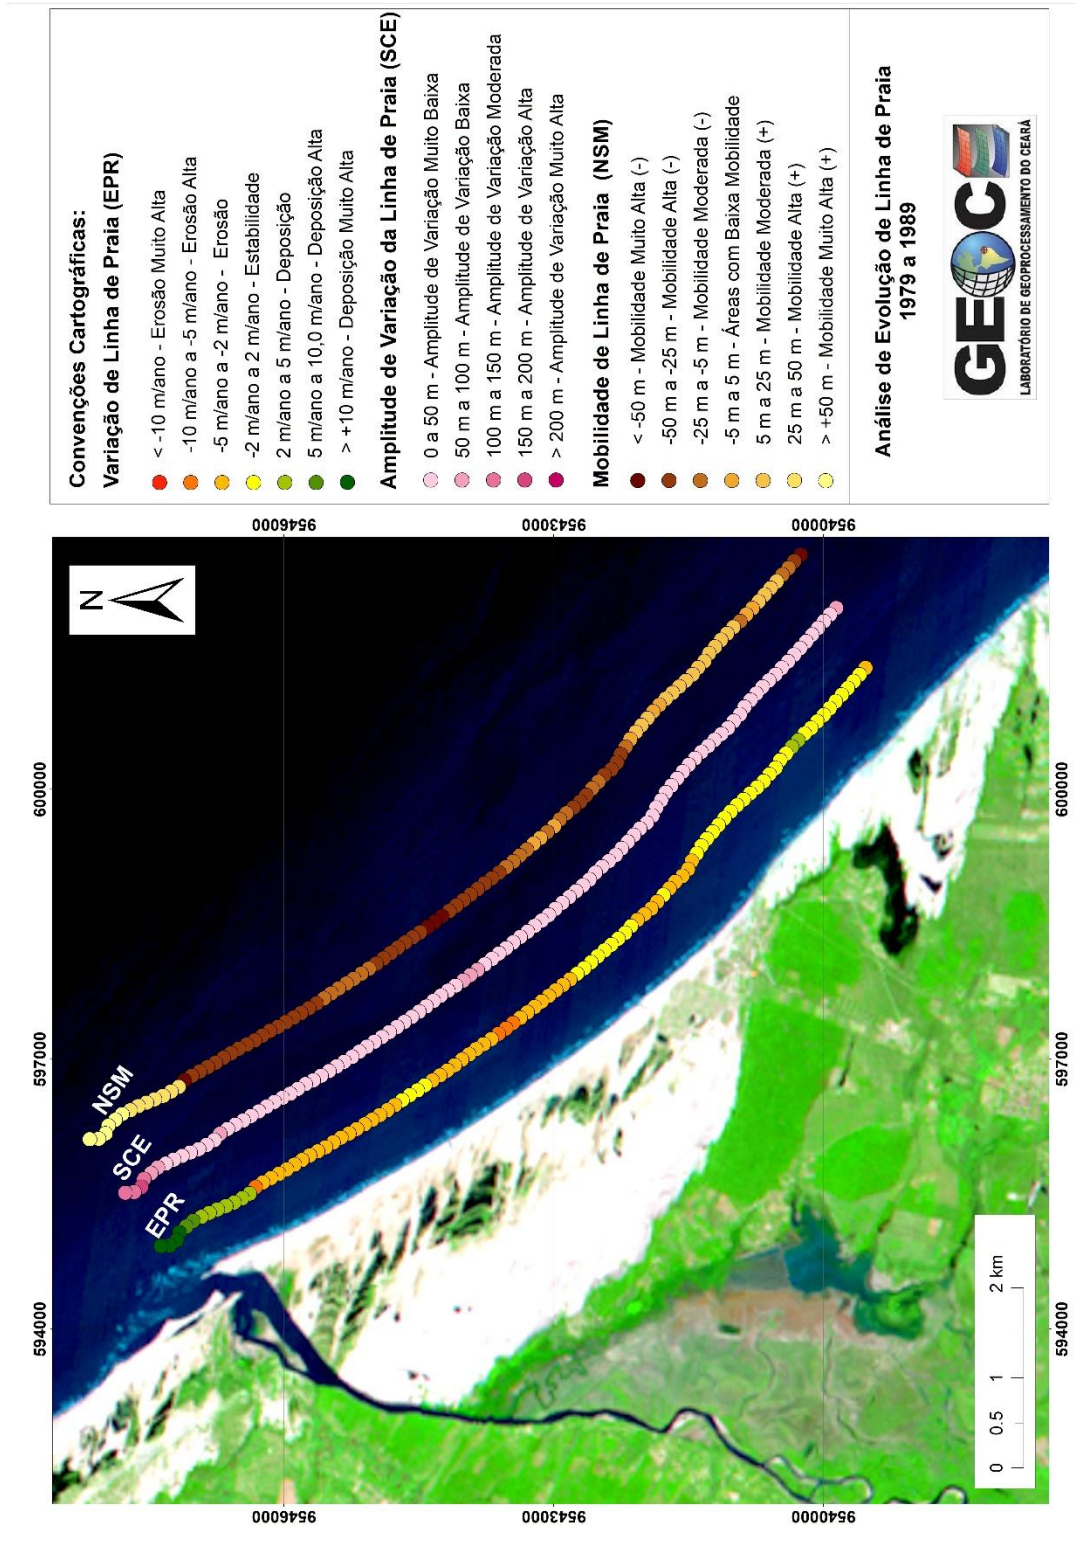 N
NSM
SCE
EPR
594000
597000
600000
594000
597000
600000
9546000
9543000
9540000
9546000
9543000
9540000
0 0.5 1 2 km
Convenções Cartográficas:
Variação de Linha de Praia (EPR)
< -10 m/ano - Erosão Muito Alta
-10 m/ano a -5 m/ano - Erosão Alta
-5 m/ano a -2 m/ano - Erosão
-2 m/ano a 2 m/ano - Estabilidade
2 m/ano a 5 m/ano - Deposição
5 m/ano a 10,0 m/ano - Deposição Alta
> +10 m/ano - Deposição Muito Alta
Amplitude de Variação da Linha de Praia (SCE)
0 a 50 m - Amplitude de Variação Muito Baixa
50 m a 100 m - Amplitude de Variação Baixa
100 m a 150 m - Amplitude de Variação Moderada
150 m a 200 m - Amplitude de Variação Alta
> 200 m - Amplitude de Variação Muito Alta
Mobilidade de Linha de Praia (NSM)
< -50 m - Mobilidade Muito Alta (-)
-50 m a -25 m - Mobilidade Alta (-)
-25 m a -5 m - Mobilidade Moderada (-)
-5 m a 5 m - Áreas com Baixa Mobilidade
5 m a 25 m - Mobilidade Moderada (+)
25 m a 50 m - Mobilidade Alta (+)
> +50 m - Mobilidade Muito Alta (+)
Análise de Evolução de Linha de Praia
1979 a 1989
GEOCE
LABORATÓRIO DE GEOPROCESSAMENTO DO CEARÁ